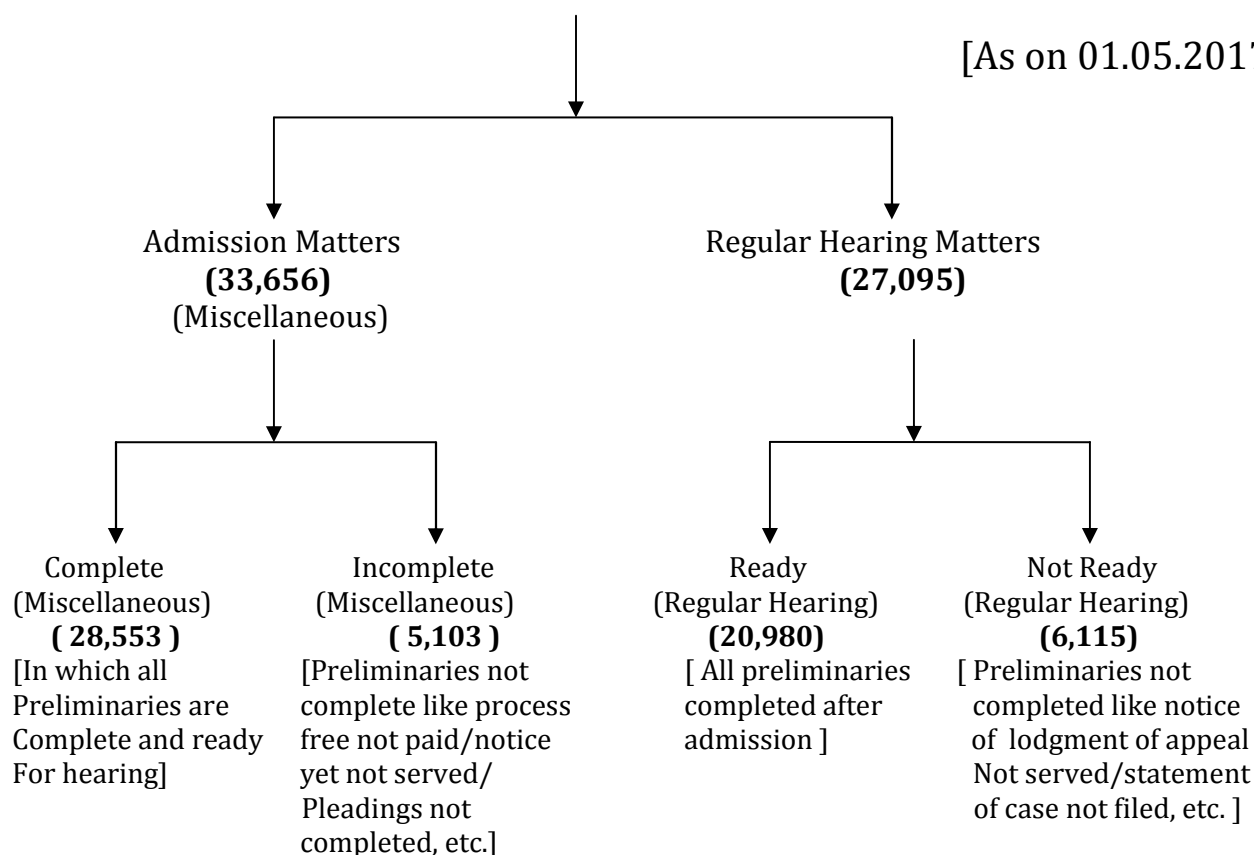 [As on 01.05.2017
Admission Matters
(33,656)
(Miscellaneous)
Regular Hearing Matters
(27,095)
Complete
(Miscellaneous)
( 28,553 )
[In which all
Preliminaries are
Complete and ready
For hearing]
Incomplete
(Miscellaneous)
( 5,103 )
[Preliminaries not
complete like process
free not paid/notice
yet not served/
Pleadings not
completed, etc.]
Ready
(Regular Hearing)
(20,980)
[ All preliminaries
completed after
admission ]
Not Ready
(Regular Hearing)
(6,115)
[ Preliminaries not
completed like notice
of lodgment of appeal
Not served/statement
of case not filed, etc. ]